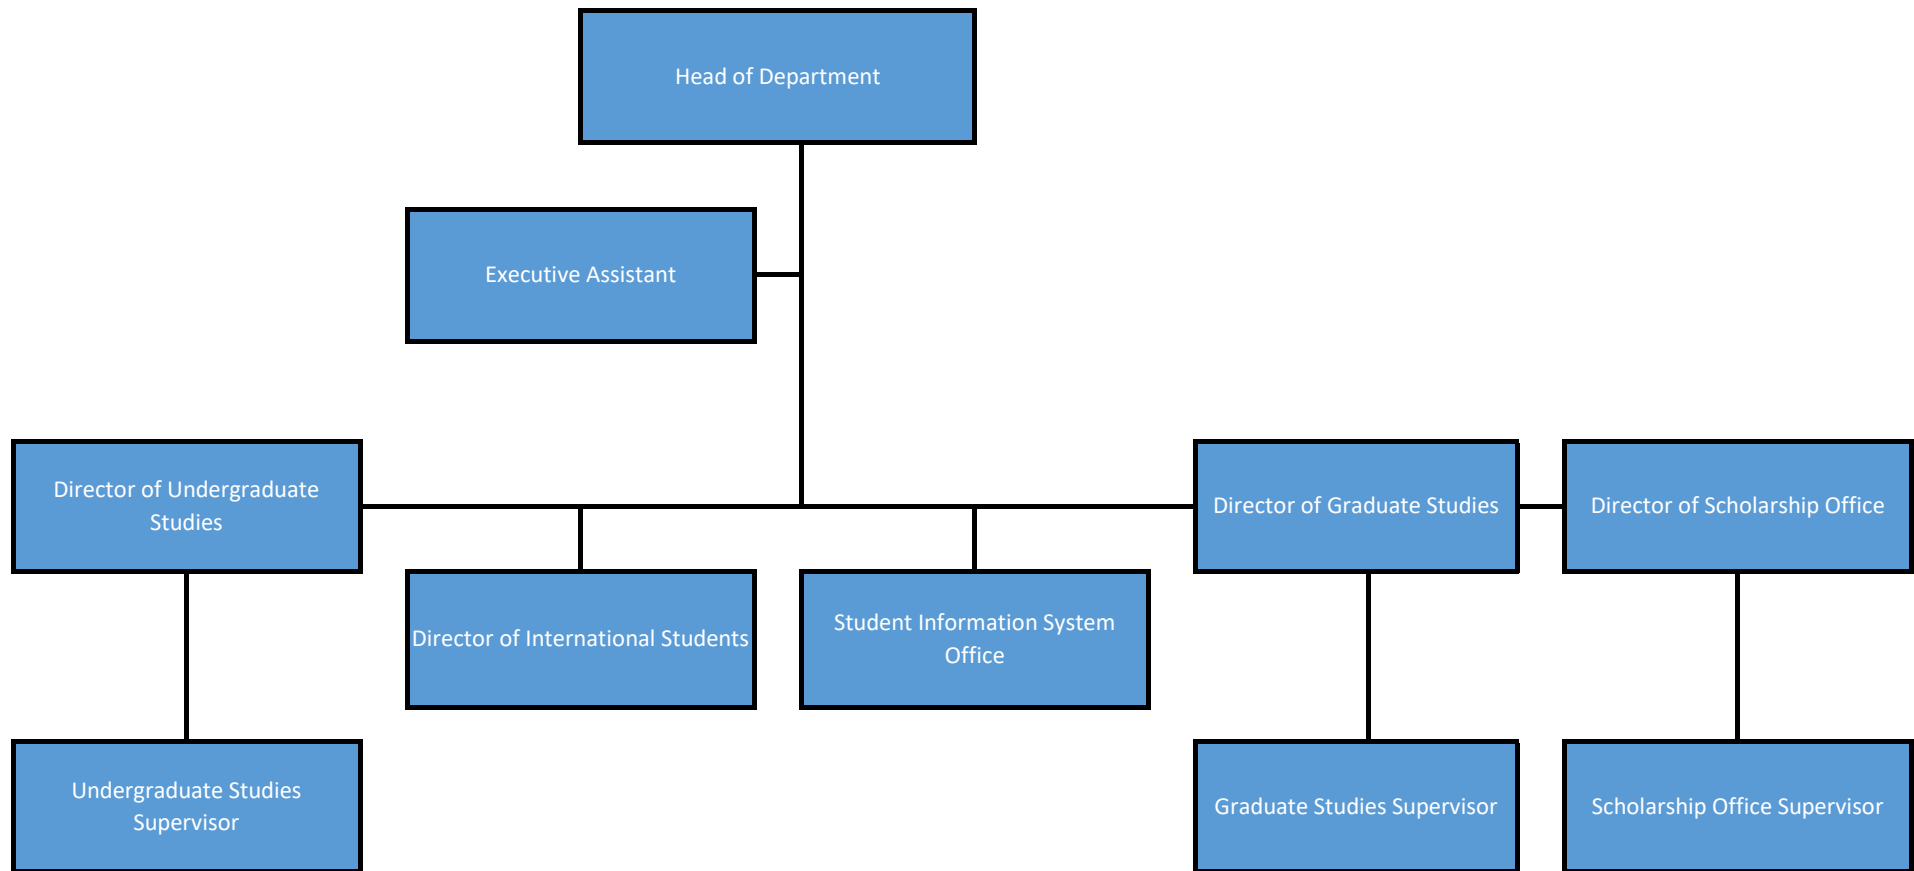 Head of Department
Executive Assistant
Director of Undergraduate
Studies
Director of Graduate Studies
Director of Scholarship Office
Director of International Students
Student Information System
Office
Undergraduate Studies
Supervisor
Graduate Studies Supervisor
Scholarship Office Supervisor